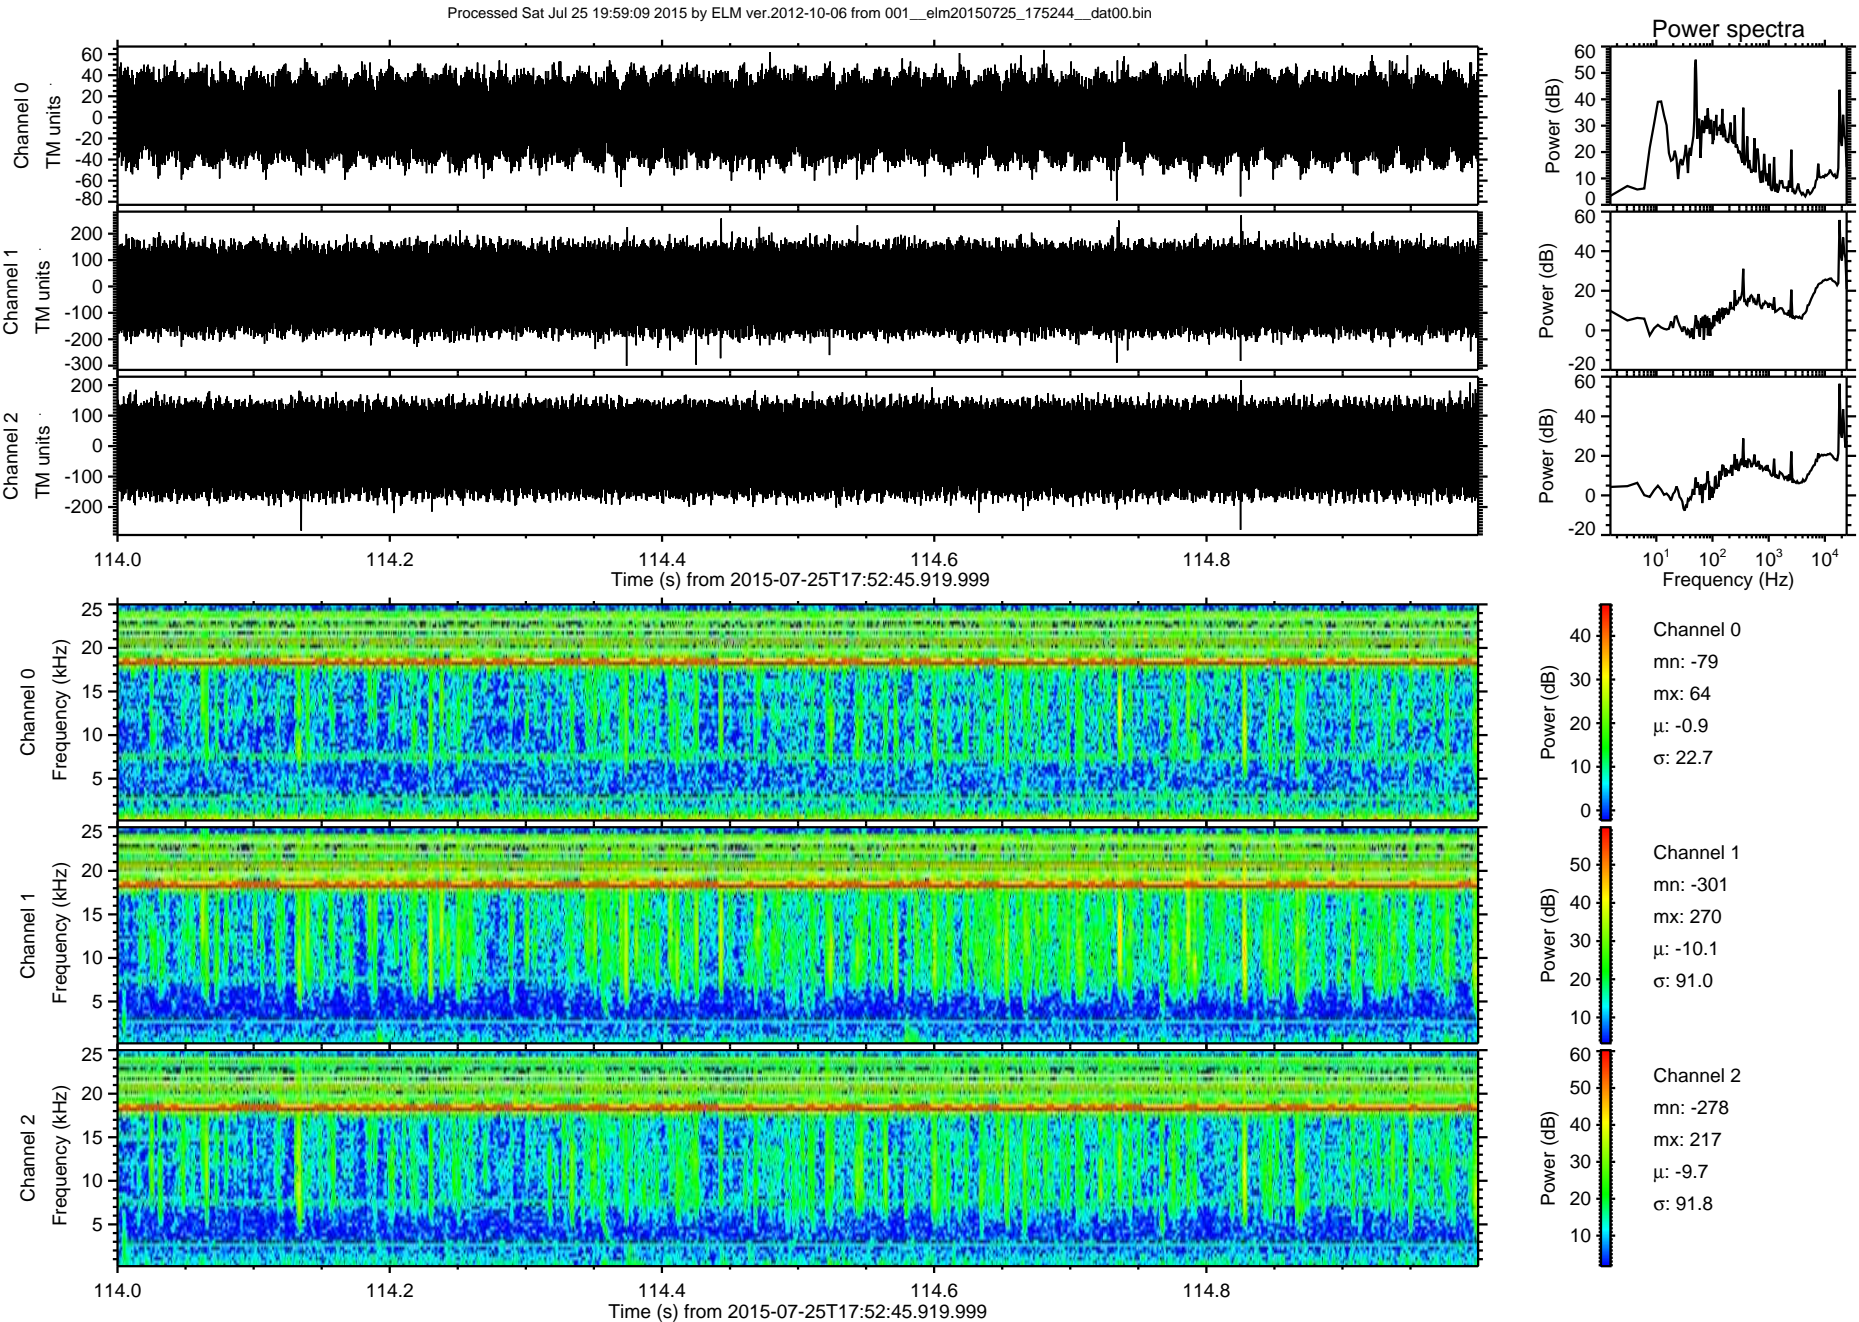 Processed Sat Jul 25 19:59:09 2015 by ELM ver.2012-10-06 from 001__elm20150725_175244__dat00.bin
Power spectra
Channel 0
TM units
60
40
20
0
-20
-40
-60
-80
Power (dB)
60
50
40
30
20
10
0
Channel 1
TM units
200
100
0
-100
-200
-300
Power (dB)
60
40
20
0
-20
Channel 2
TM units
200
100
0
-100
-200
Power (dB)
60
40
20
0
-20
114.0 114.2 114.4 114.6 114.8
Time (s) from 2015-07-25T17:52:45.919.999
10¹ 10² 10³ 10⁴
Frequency (Hz)
Channel 0
Frequency (kHz)
25
20
15
10
5
Power (dB)
40
30
20
10
0
Channel 0
mn: -79
mx: 64
μ: -0.9
σ: 22.7
Channel 1
Frequency (kHz)
25
20
15
10
5
Power (dB)
50
40
30
20
10
Channel 1
mn: -301
mx: 270
μ: -10.1
σ: 91.0
Channel 2
Frequency (kHz)
25
20
15
10
5
Power (dB)
60
50
40
30
20
10
Channel 2
mn: -278
mx: 217
μ: -9.7
σ: 91.8
114.0 114.2 114.4 114.6 114.8
Time (s) from 2015-07-25T17:52:45.919.999